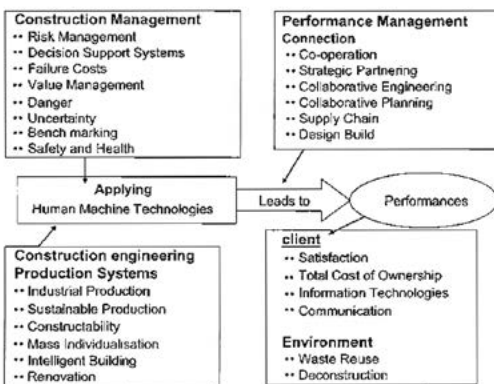 Construction Management
•• Risk Management
•• Decision Support Systems
•• Failure Costs
•• Value Management
•• Danger
•• Uncertainty
•• Bench marking
•• Safety and Health
Performance Management
Connection
•• Co-operation
•• Strategic Partnering
•• Collaborative Engineering
•• Collaborative Planning
•• Supply Chain
•• Design Build
Applying
Human Machine Technologies
Leads to
Performances
Construction engineering
Production Systems
•• Industrial Production
•• Sustainable Production
•• Constructability
•• Mass Individualisation
•• Intelligent Building
•• Renovation
client
•• Satisfaction
•• Total Cost of Ownership
•• Information Technologies
•• Communication
Environment
•• Waste Reuse
•• Deconstruction